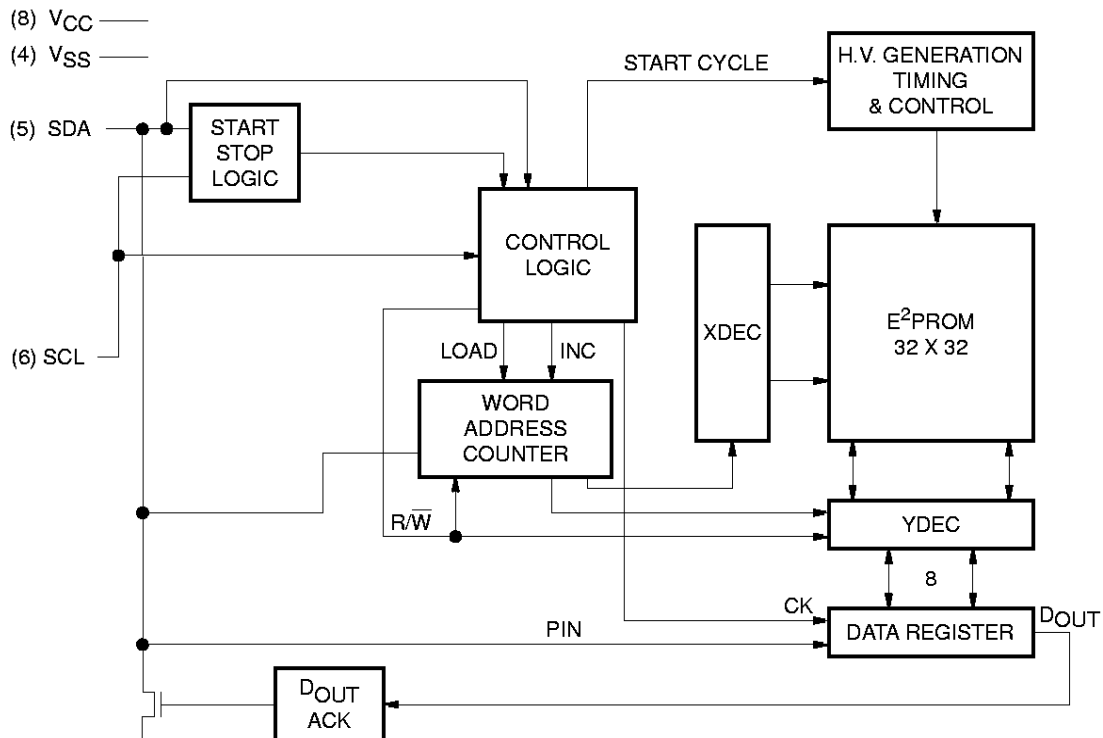 (8) VCC
(4) VSS
(5) SDA
(6) SCL
START
STOP
LOGIC
START CYCLE
H.V. GENERATION
TIMING
& CONTROL
CONTROL
LOGIC
LOAD
INC
WORD
ADDRESS
COUNTER
R/W̅
XDEC
E²PROM
32 X 32
YDEC
8
CK
PIN
DATA REGISTER
DOUT
DOUT
ACK